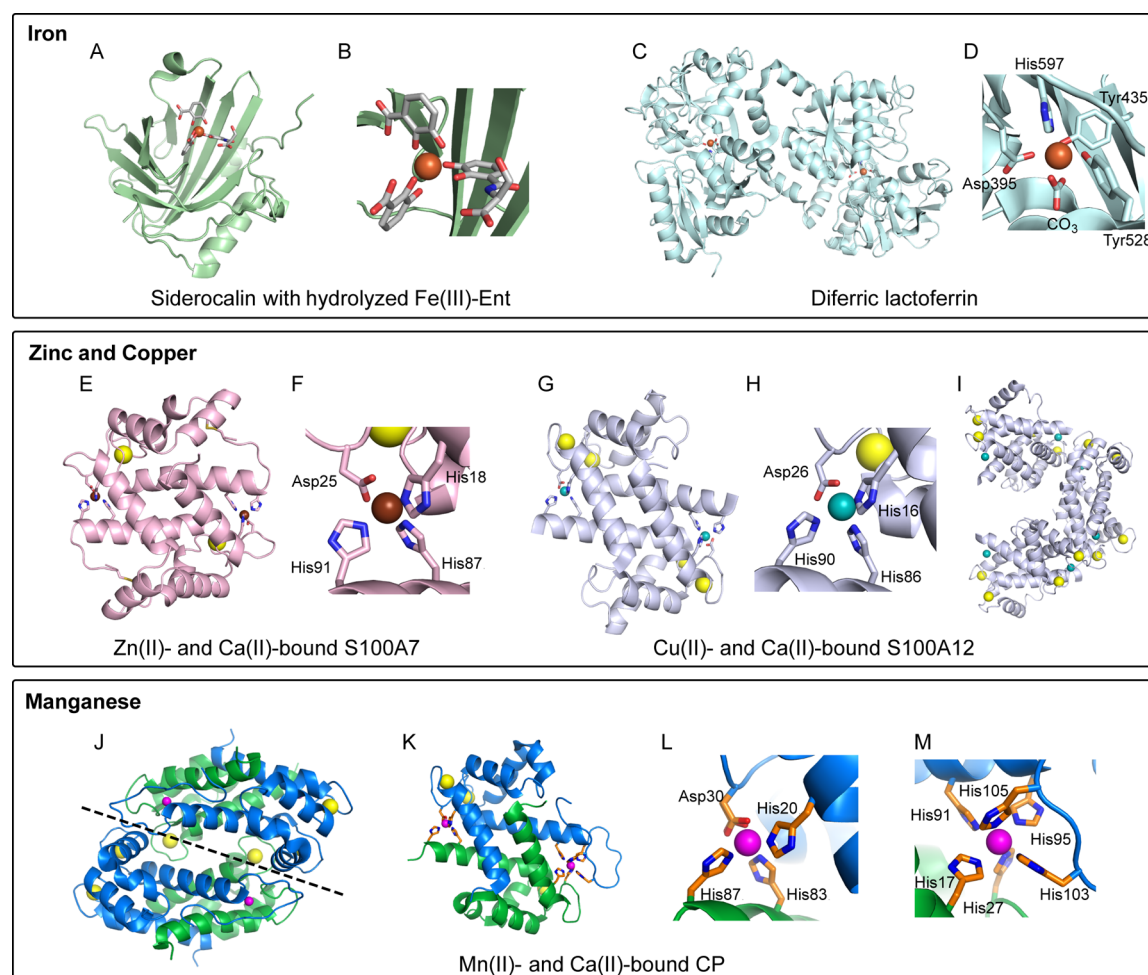 Iron
A
B
C
D
His597
Tyr435
Asp395
CO3
Tyr528
Siderocalin with hydrolyzed Fe(III)-Ent
Diferric lactoferrin
Zinc and Copper
E
F
G
H
I
Asp25
His18
His91
His87
Asp26
His16
His90
His86
Zn(II)- and Ca(II)-bound S100A7
Cu(II)- and Ca(II)-bound S100A12
Manganese
J
K
L
M
Asp30
His20
His87
His83
His105
His91
His95
His17
His103
His27
Mn(II)- and Ca(II)-bound CP